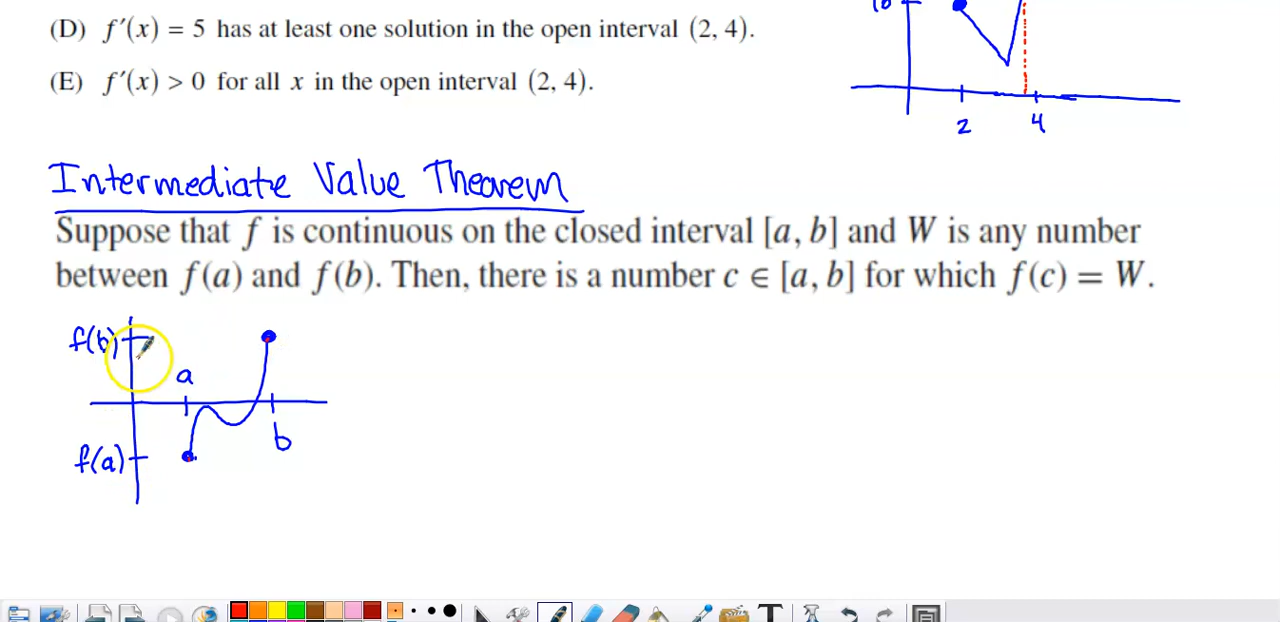 (D) f′(x) = 5 has at least one solution in the open interval (2, 4).
(E) f′(x) > 0 for all x in the open interval (2, 4).
2
4
Intermediate Value Theorem
Suppose that f is continuous on the closed interval [a, b] and W is any number
between f(a) and f(b). Then, there is a number c ∈ [a, b] for which f(c) = W.
f(b)
a
b
f(a)
T